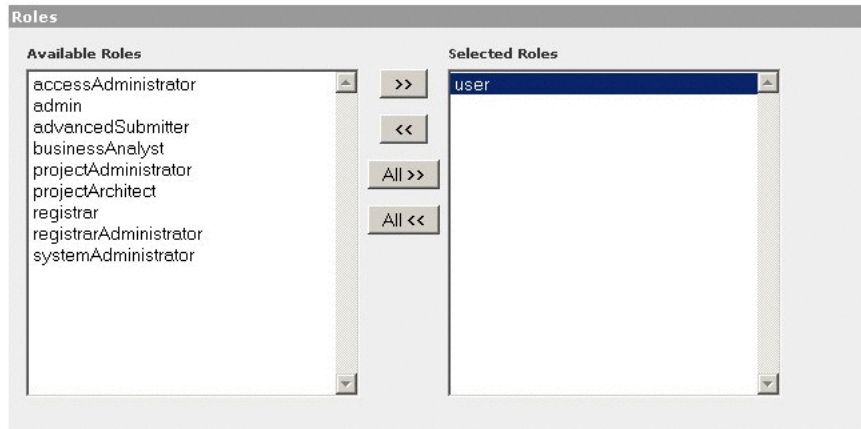 Roles
Available Roles
accessAdministrator
admin
advancedSubmitter
businessAnalyst
projectAdministrator
projectArchitect
registrar
registrarAdministrator
systemAdministrator
>>
<<
All >>
All <<
Selected Roles
user